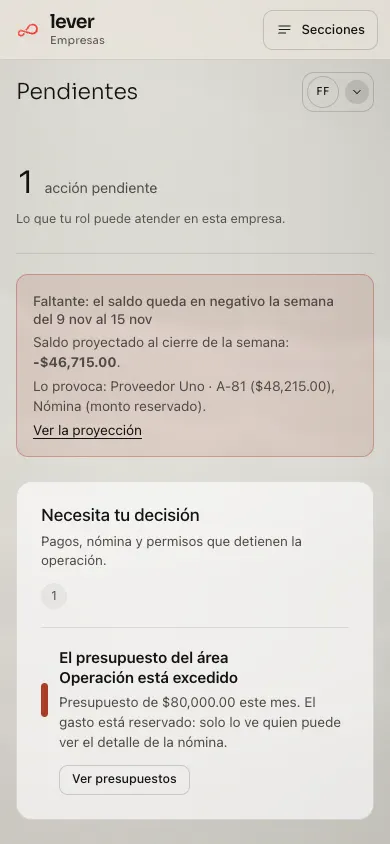 lever
Empresas
Secciones
Pendientes
FF
1 acción pendiente
Lo que tu rol puede atender en esta empresa.
Faltante: el saldo queda en negativo la semana
del 9 nov al 15 nov
Saldo proyectado al cierre de la semana:
-$46,715.00.
Lo provoca: Proveedor Uno · A-81 ($48,215.00),
Nómina (monto reservado).
Ver la proyección
Necesita tu decisión
Pagos, nómina y permisos que detienen la
operación.
1
El presupuesto del área
Operación está excedido
Presupuesto de $80,000.00 este mes. El
gasto está reservado: solo lo ve quien puede
ver el detalle de la nómina.
Ver presupuestos